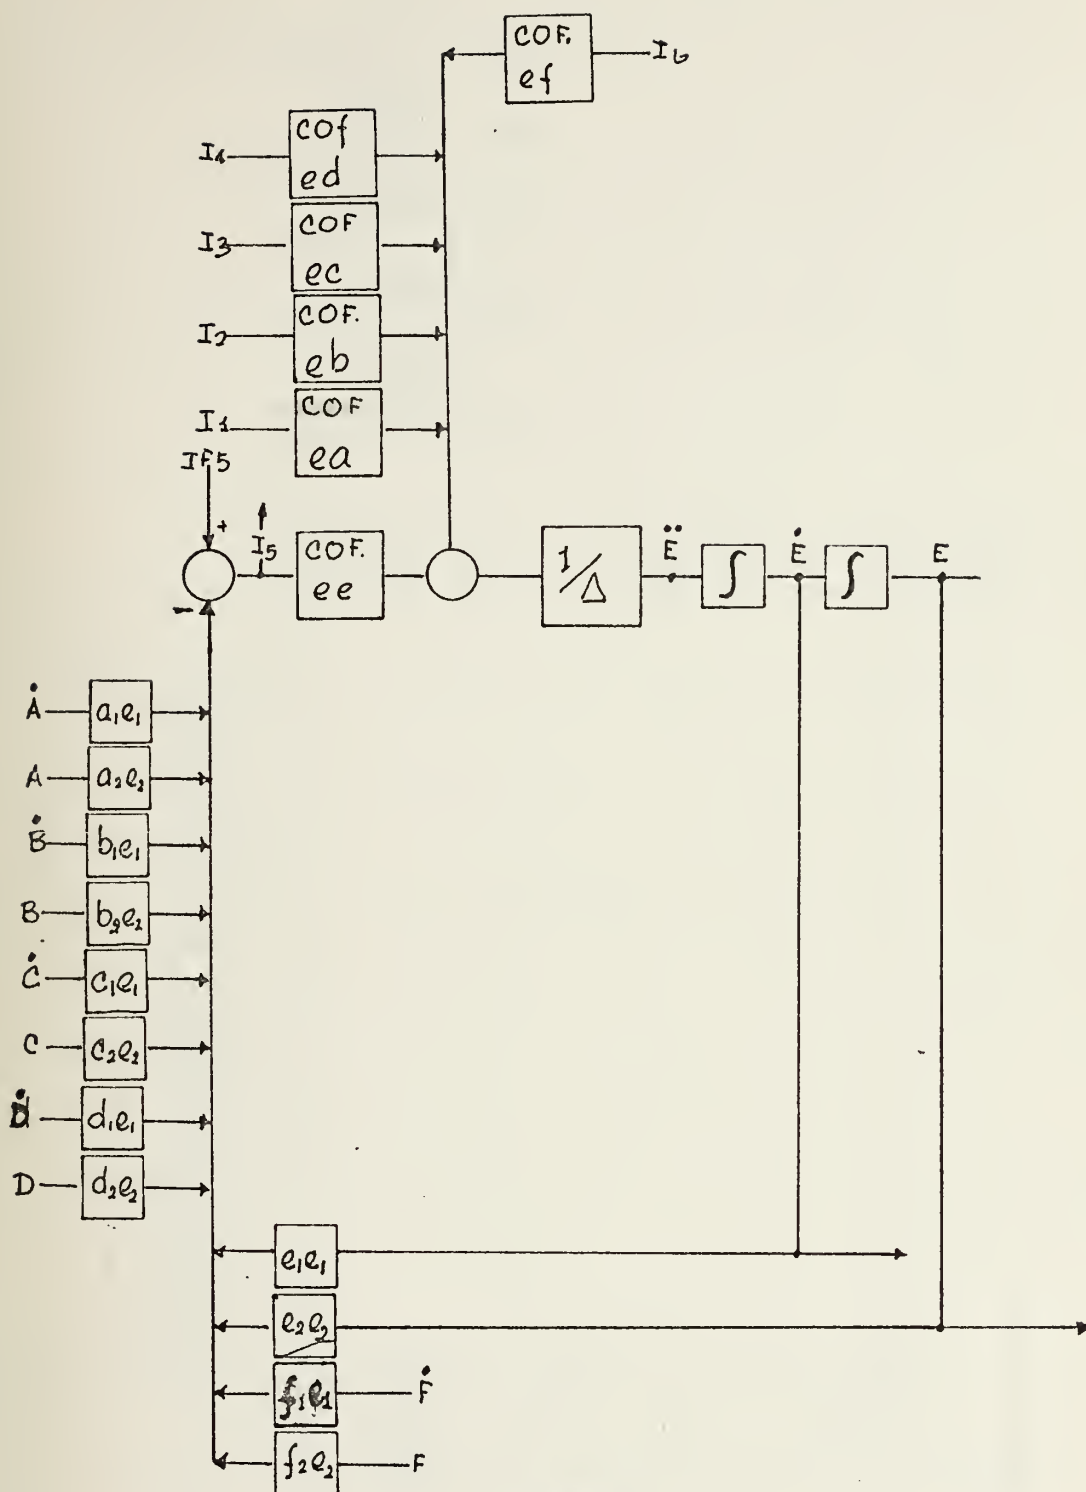 COF.
ef
I6
I4
COf
ed
I3
COF
ec
I2
COF.
eb
I1
COF
ea
IF5
+
I5
COF.
ee
1/Δ
Ë
∫
Ė
∫
E
-
Ȧ
a1e1
A
a2e2
Ḃ
b1e1
B
b2e2
Ċ
c1e1
C
c2e2
Ḋ
d1e1
D
d2e2
e1e1
e2e2
f1e1
Ḟ
f2e2
F